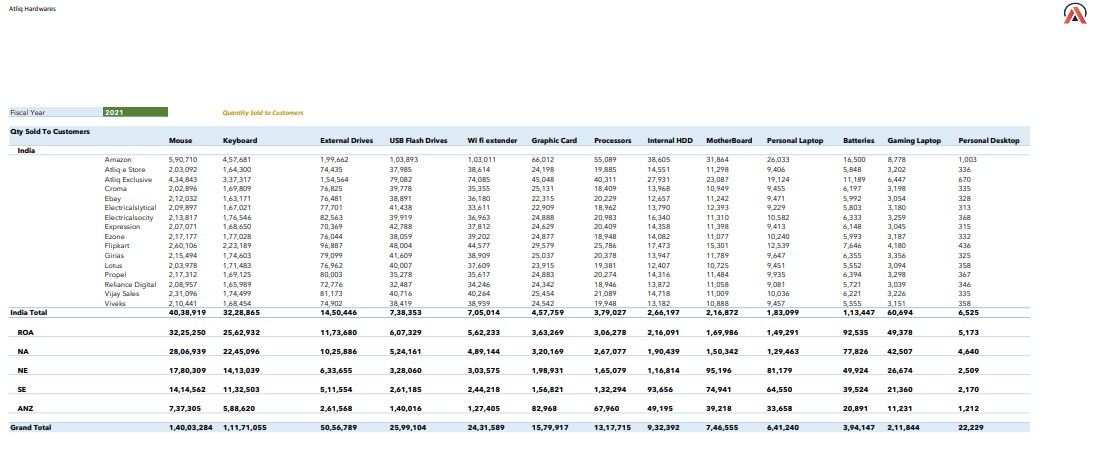 Atliq Hardwares
Fiscal Year 2021 Quantity Sold to Customers
Qty Sold To Customers
Mouse Keyboard External Drives USB Flash Drives Wi fi extender Graphic Card Processors Internal HDD MotherBoard Personal Laptop Batteries Gaming Laptop Personal Desktop
India
Amazon 5,90,710 4,57,681 1,99,662 1,03,893 1,03,011 66,012 55,089 38,605 31,864 26,033 16,500 8,778 1,003
Atliq e Store 2,03,092 1,64,300 74,435 37,985 38,614 24,198 19,885 14,551 11,298 9,406 5,848 3,202 336
Atliq Exclusive 4,34,843 3,37,317 1,54,564 79,082 74,085 45,048 40,311 27,931 23,087 19,124 11,189 6,447 670
Croma 2,02,896 1,69,809 76,825 39,778 35,355 25,131 18,409 13,968 10,949 9,455 6,197 3,198 335
Ebay 2,12,032 1,63,171 76,481 38,891 36,180 22,315 20,229 12,657 11,242 9,471 5,992 3,054 328
Electricalslytical 2,09,897 1,67,021 77,701 41,438 33,611 22,909 18,962 13,790 12,393 9,229 5,803 3,180 313
Electricalsocity 2,13,817 1,76,546 82,563 39,919 36,963 24,888 20,983 16,340 11,310 10,582 6,333 3,259 368
Expression 2,07,071 1,68,650 70,369 42,788 37,812 24,629 20,409 14,358 11,398 9,413 6,148 3,045 315
Ezone 2,17,177 1,77,028 76,044 38,059 39,202 24,877 18,948 14,082 11,077 10,240 5,993 3,187 332
Flipkart 2,60,106 2,23,189 96,887 48,004 44,577 29,579 25,786 17,473 15,301 12,539 7,646 4,180 436
Girias 2,15,494 1,74,603 79,099 41,609 38,909 25,037 20,375 13,947 11,789 9,647 6,355 3,356 325
Lotus 2,03,978 1,71,483 76,962 40,007 37,609 23,915 19,381 12,407 10,725 9,451 5,552 3,094 358
Propel 2,17,312 1,69,125 80,003 35,278 35,617 24,883 20,274 14,316 11,484 9,935 6,394 3,298 367
Reliance Digital 2,08,957 1,65,989 72,776 32,487 34,246 24,342 18,946 13,872 11,058 9,081 5,721 3,039 346
Vijay Sales 2,31,096 1,74,499 81,173 40,716 40,264 25,454 21,089 14,718 11,009 10,036 6,221 3,226 335
Viveks 2,10,441 1,68,454 74,902 38,419 38,959 24,542 19,948 13,182 10,888 9,457 5,555 3,151 358
India Total 40,38,919 32,28,865 14,50,446 7,38,353 7,05,014 4,57,759 3,79,027 2,66,197 2,16,872 1,83,099 1,13,447 60,694 6,525
ROA 32,25,250 25,62,932 11,73,680 6,07,329 5,62,233 3,63,269 3,06,278 2,16,091 1,69,986 1,49,291 92,535 49,378 5,173
NA 28,06,939 22,45,096 10,25,886 5,24,161 4,89,144 3,20,169 2,67,077 1,90,439 1,50,342 1,29,463 77,826 42,507 4,640
NE 17,80,309 14,13,039 6,33,655 3,28,060 3,03,575 1,98,931 1,65,079 1,16,814 95,196 81,179 49,924 26,674 2,509
SE 14,14,562 11,32,503 5,11,554 2,61,185 2,44,218 1,56,821 1,32,294 93,656 74,941 64,550 39,524 21,360 2,170
ANZ 7,37,305 5,88,620 2,61,568 1,40,016 1,27,405 82,968 67,960 49,195 39,218 33,658 20,891 11,231 1,212
Grand Total 1,40,03,284 1,11,71,055 50,56,789 25,99,104 24,31,589 15,79,917 13,17,715 9,32,392 7,46,555 6,41,240 3,94,147 2,11,844 22,229